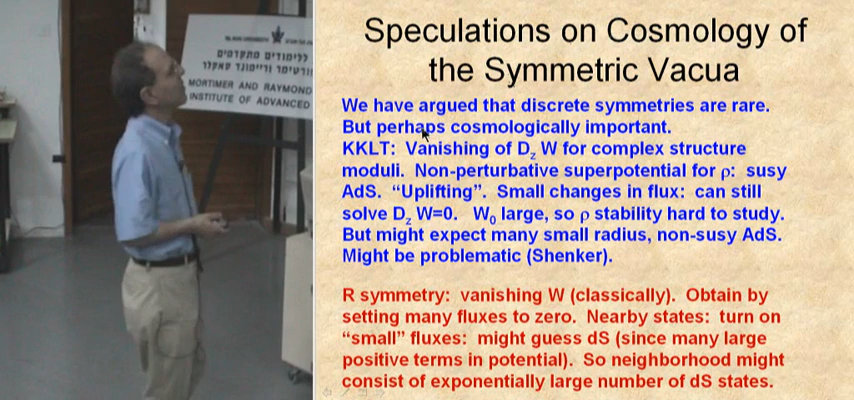 ללימודים מתקדמים
MORTIMER AND RAYMOND
INSTITUTE OF ADVANCED
Speculations on Cosmology of
the Symmetric Vacua
We have argued that discrete symmetries are rare.
But perhaps cosmologically important.
KKLT: Vanishing of Dz W for complex structure
moduli. Non-perturbative superpotential for ρ: susy
AdS. “Uplifting”. Small changes in flux: can still
solve Dz W=0. W0 large, so ρ stability hard to study.
But might expect many small radius, non-susy AdS.
Might be problematic (Shenker).
R symmetry: vanishing W (classically). Obtain by
setting many fluxes to zero. Nearby states: turn on
“small” fluxes: might guess dS (since many large
positive terms in potential). So neighborhood might
consist of exponentially large number of dS states.